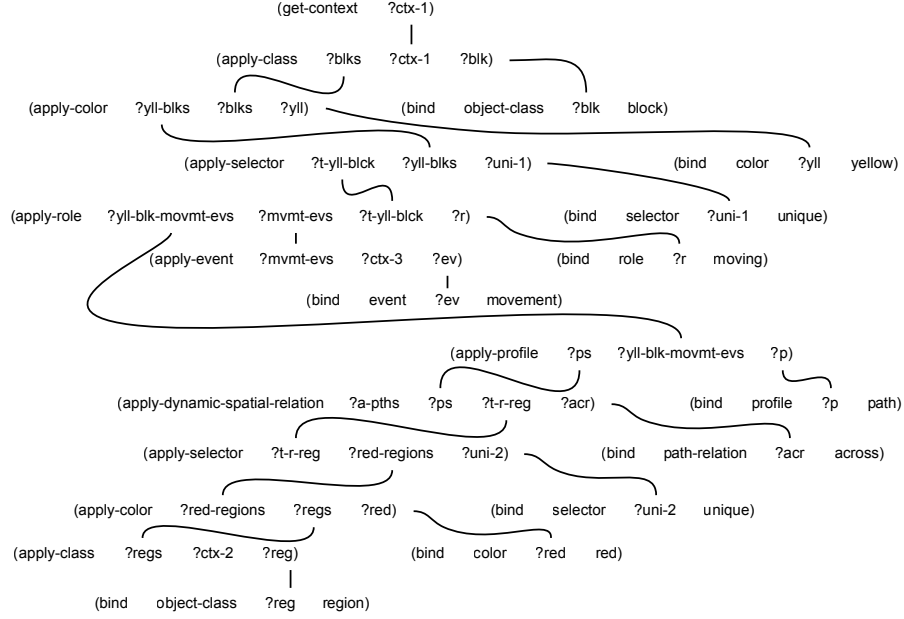 (get-context ?ctx-1)
(apply-class ?blks ?ctx-1 ?blk)
(apply-color ?yll-blks ?blks ?yll) (bind object-class ?blk block)
(apply-selector ?t-yll-blck ?yll-blks ?uni-1) (bind color ?yll yellow)
(apply-role ?yll-blk-movmt-evs ?mvmt-evs ?t-yll-blck ?r) (bind selector ?uni-1 unique)
(apply-event ?mvmt-evs ?ctx-3 ?ev) (bind role ?r moving)
(bind event ?ev movement)
(apply-profile ?ps ?yll-blk-movmt-evs ?p)
(apply-dynamic-spatial-relation ?a-pths ?ps ?t-r-reg ?acr) (bind profile ?p path)
(apply-selector ?t-r-reg ?red-regions ?uni-2) (bind path-relation ?acr across)
(apply-color ?red-regions ?regs ?red) (bind selector ?uni-2 unique)
(apply-class ?regs ?ctx-2 ?reg) (bind color ?red red)
(bind object-class ?reg region)